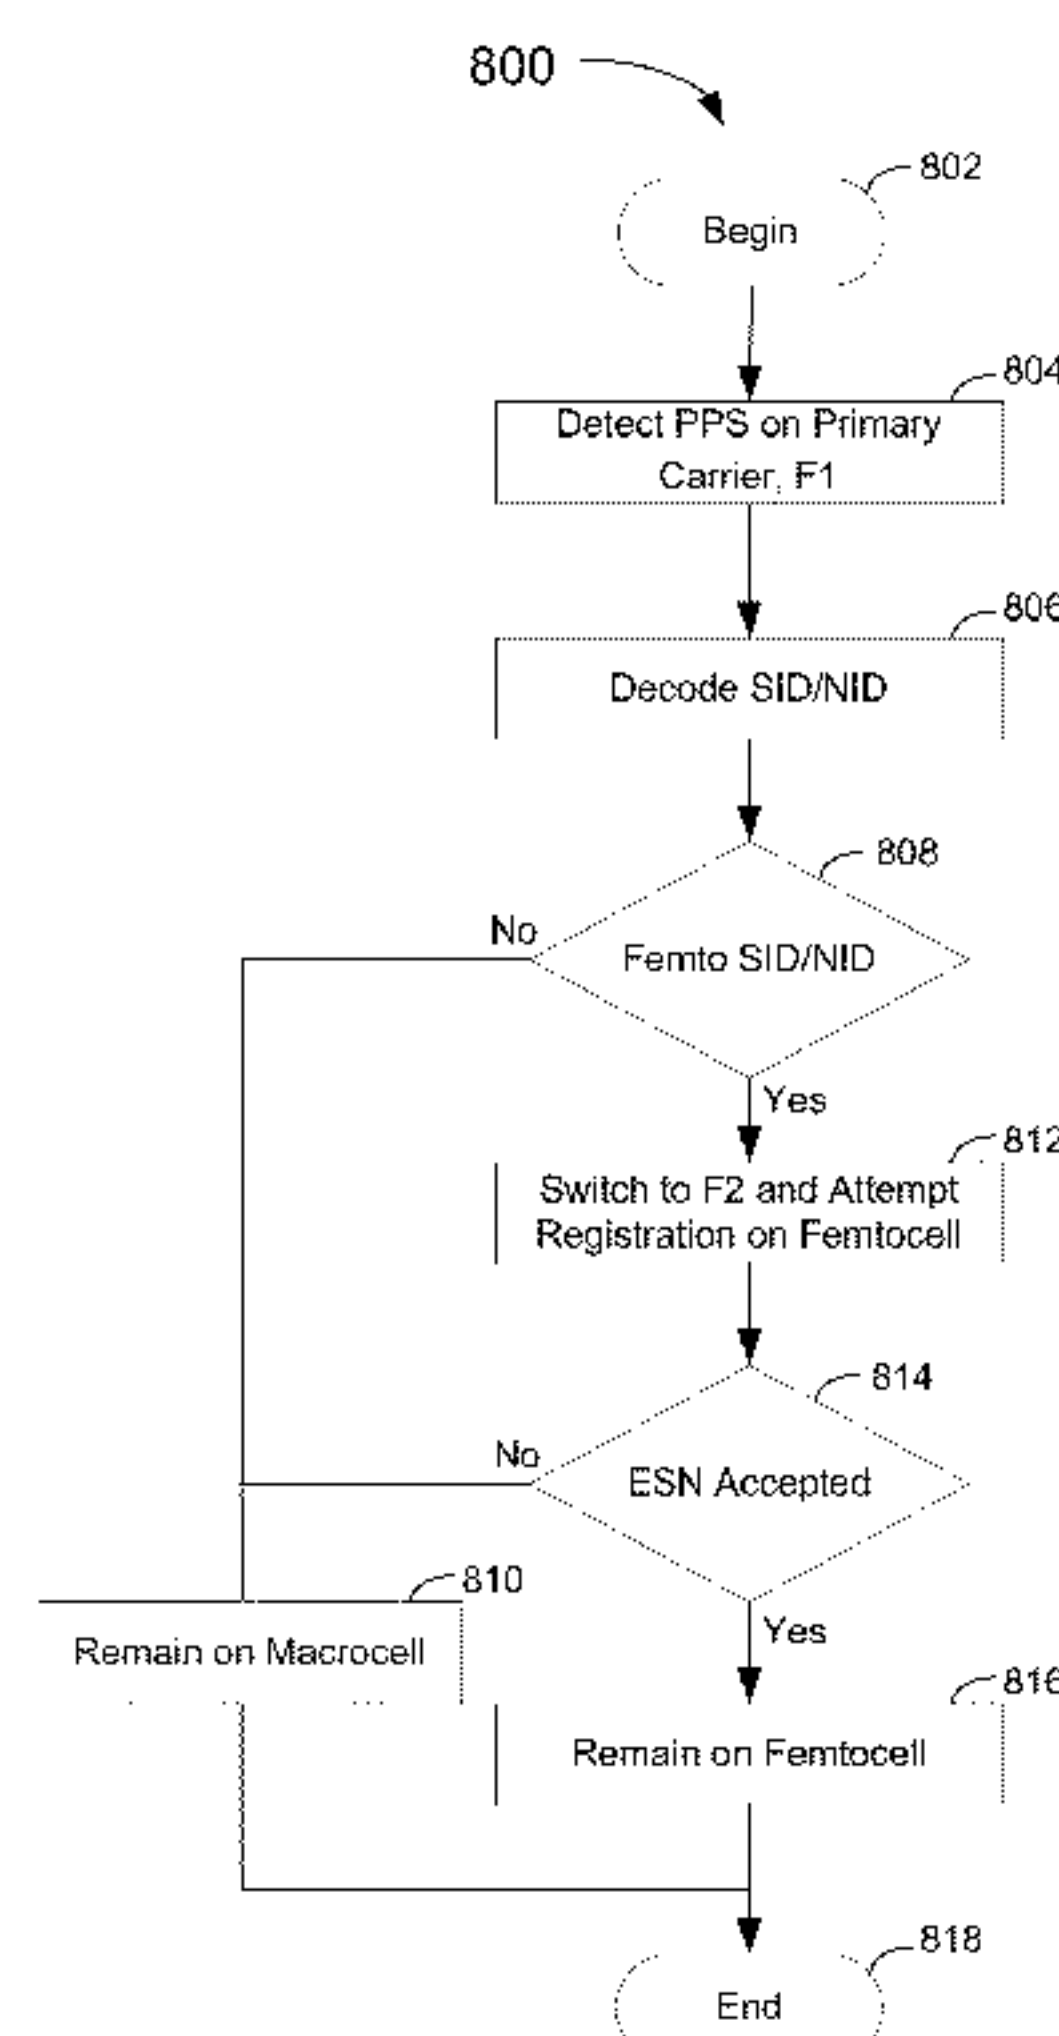 800
802
Begin
804
Detect PPS on Primary
Carrier, F1
806
Decode SID/NID
808
No
Femto SID/NID
Yes
812
Switch to F2 and Attempt
Registration on Femtocell
814
No
ESN Accepted
810
Yes
Remain on Macrocell
816
Remain on Femtocell
818
End